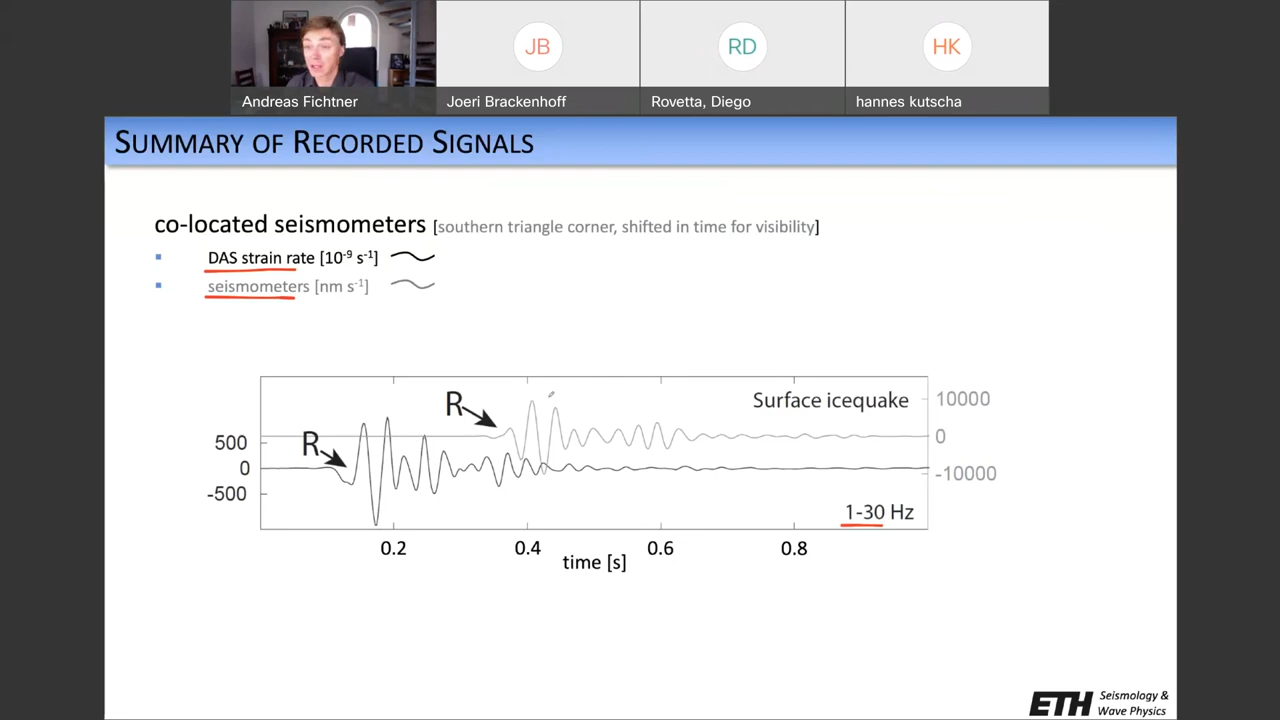 JB
RD
HK
Andreas Fichtner
Joeri Brackenhoff
Rovetta, Diego
hannes kutscha
SUMMARY OF RECORDED SIGNALS
co-located seismometers [southern triangle corner, shifted in time for visibility]
DAS strain rate [10⁻⁹ s⁻¹]
seismometers [nm s⁻¹]
R
Surface icequake
10000
R
500
0
0
-10000
-500
1-30 Hz
0.2
0.4
0.6
0.8
time [s]
ETH
Seismology &
Wave Physics